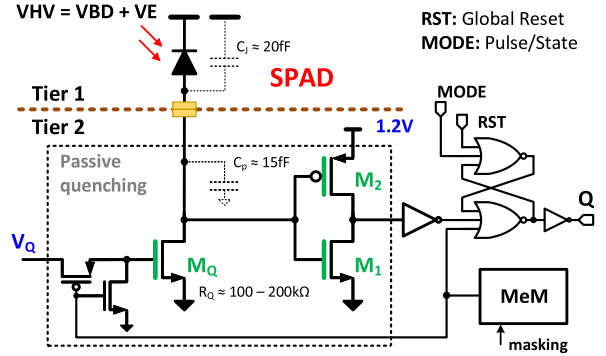 VHV = VBD + VE
RST: Global Reset
MODE: Pulse/State
CJ ≈ 20fF
SPAD
Tier 1
Tier 2
MODE
RST
1.2V
Passive
quenching
Cp ≈ 15fF
M2
Q
VQ
MQ
M1
RQ ≈ 100 – 200kΩ
MeM
masking